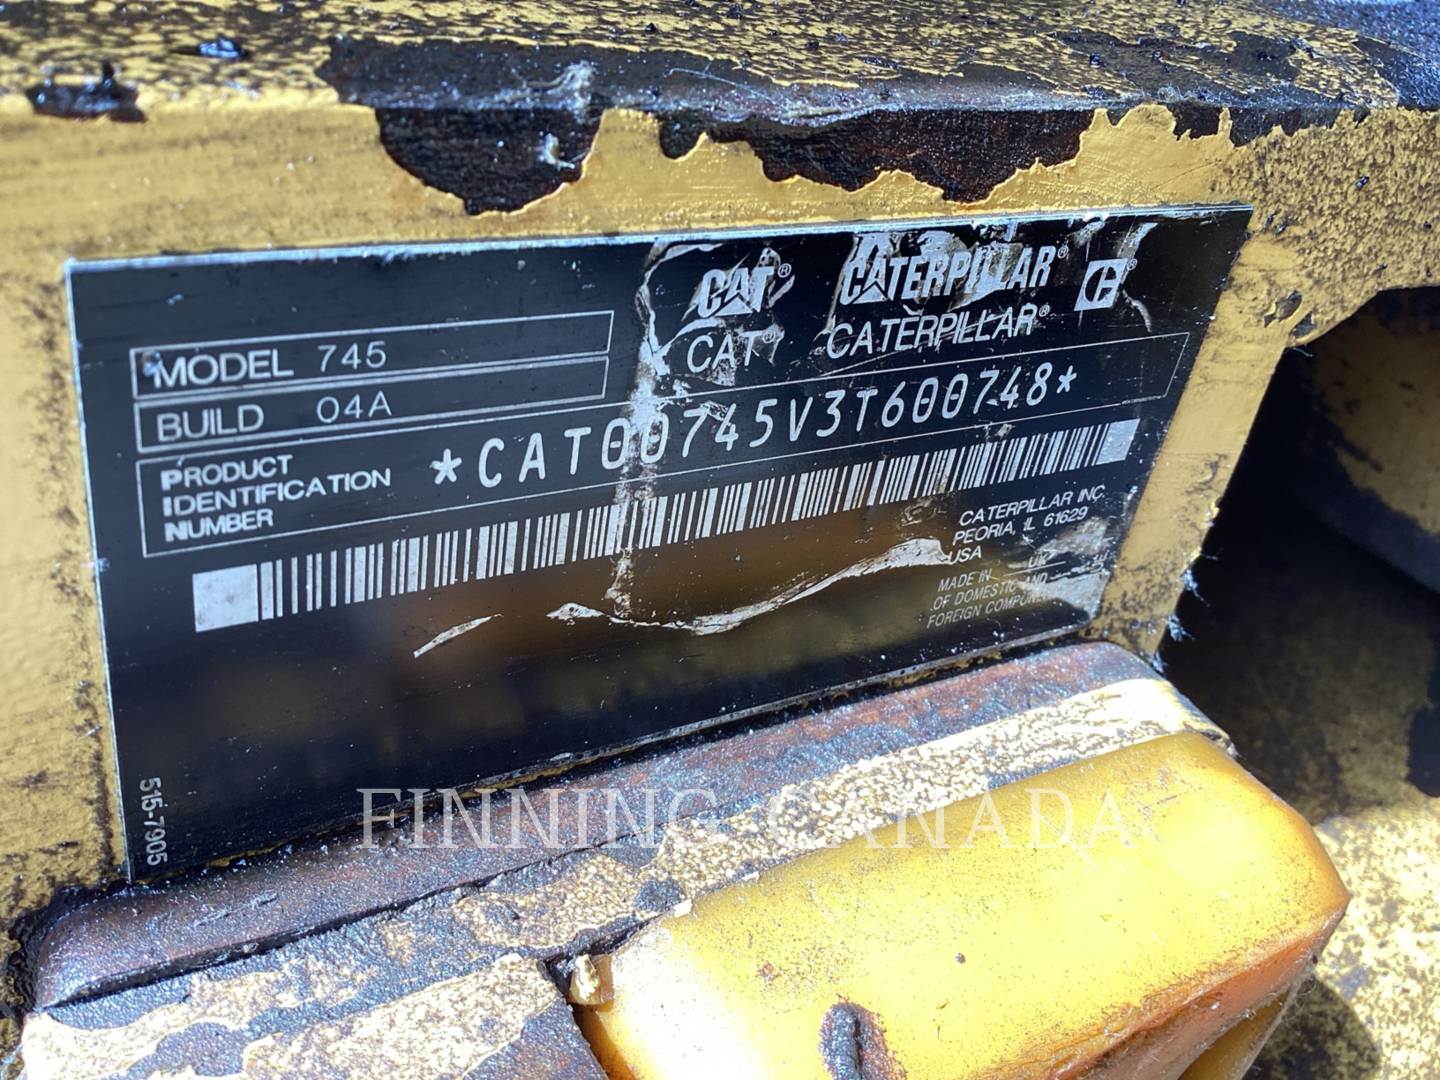 CAT® CATERPILLAR®
CAT® CATERPILLAR®
MODEL 745
BUILD 04A
PRODUCT
IDENTIFICATION
NUMBER
*CAT00745V3T600748*
CATERPILLAR INC.
PEORIA, IL 61629
USA
MADE IN UK
OF DOMESTIC AND
FOREIGN
515-7905
FINNING CANADA